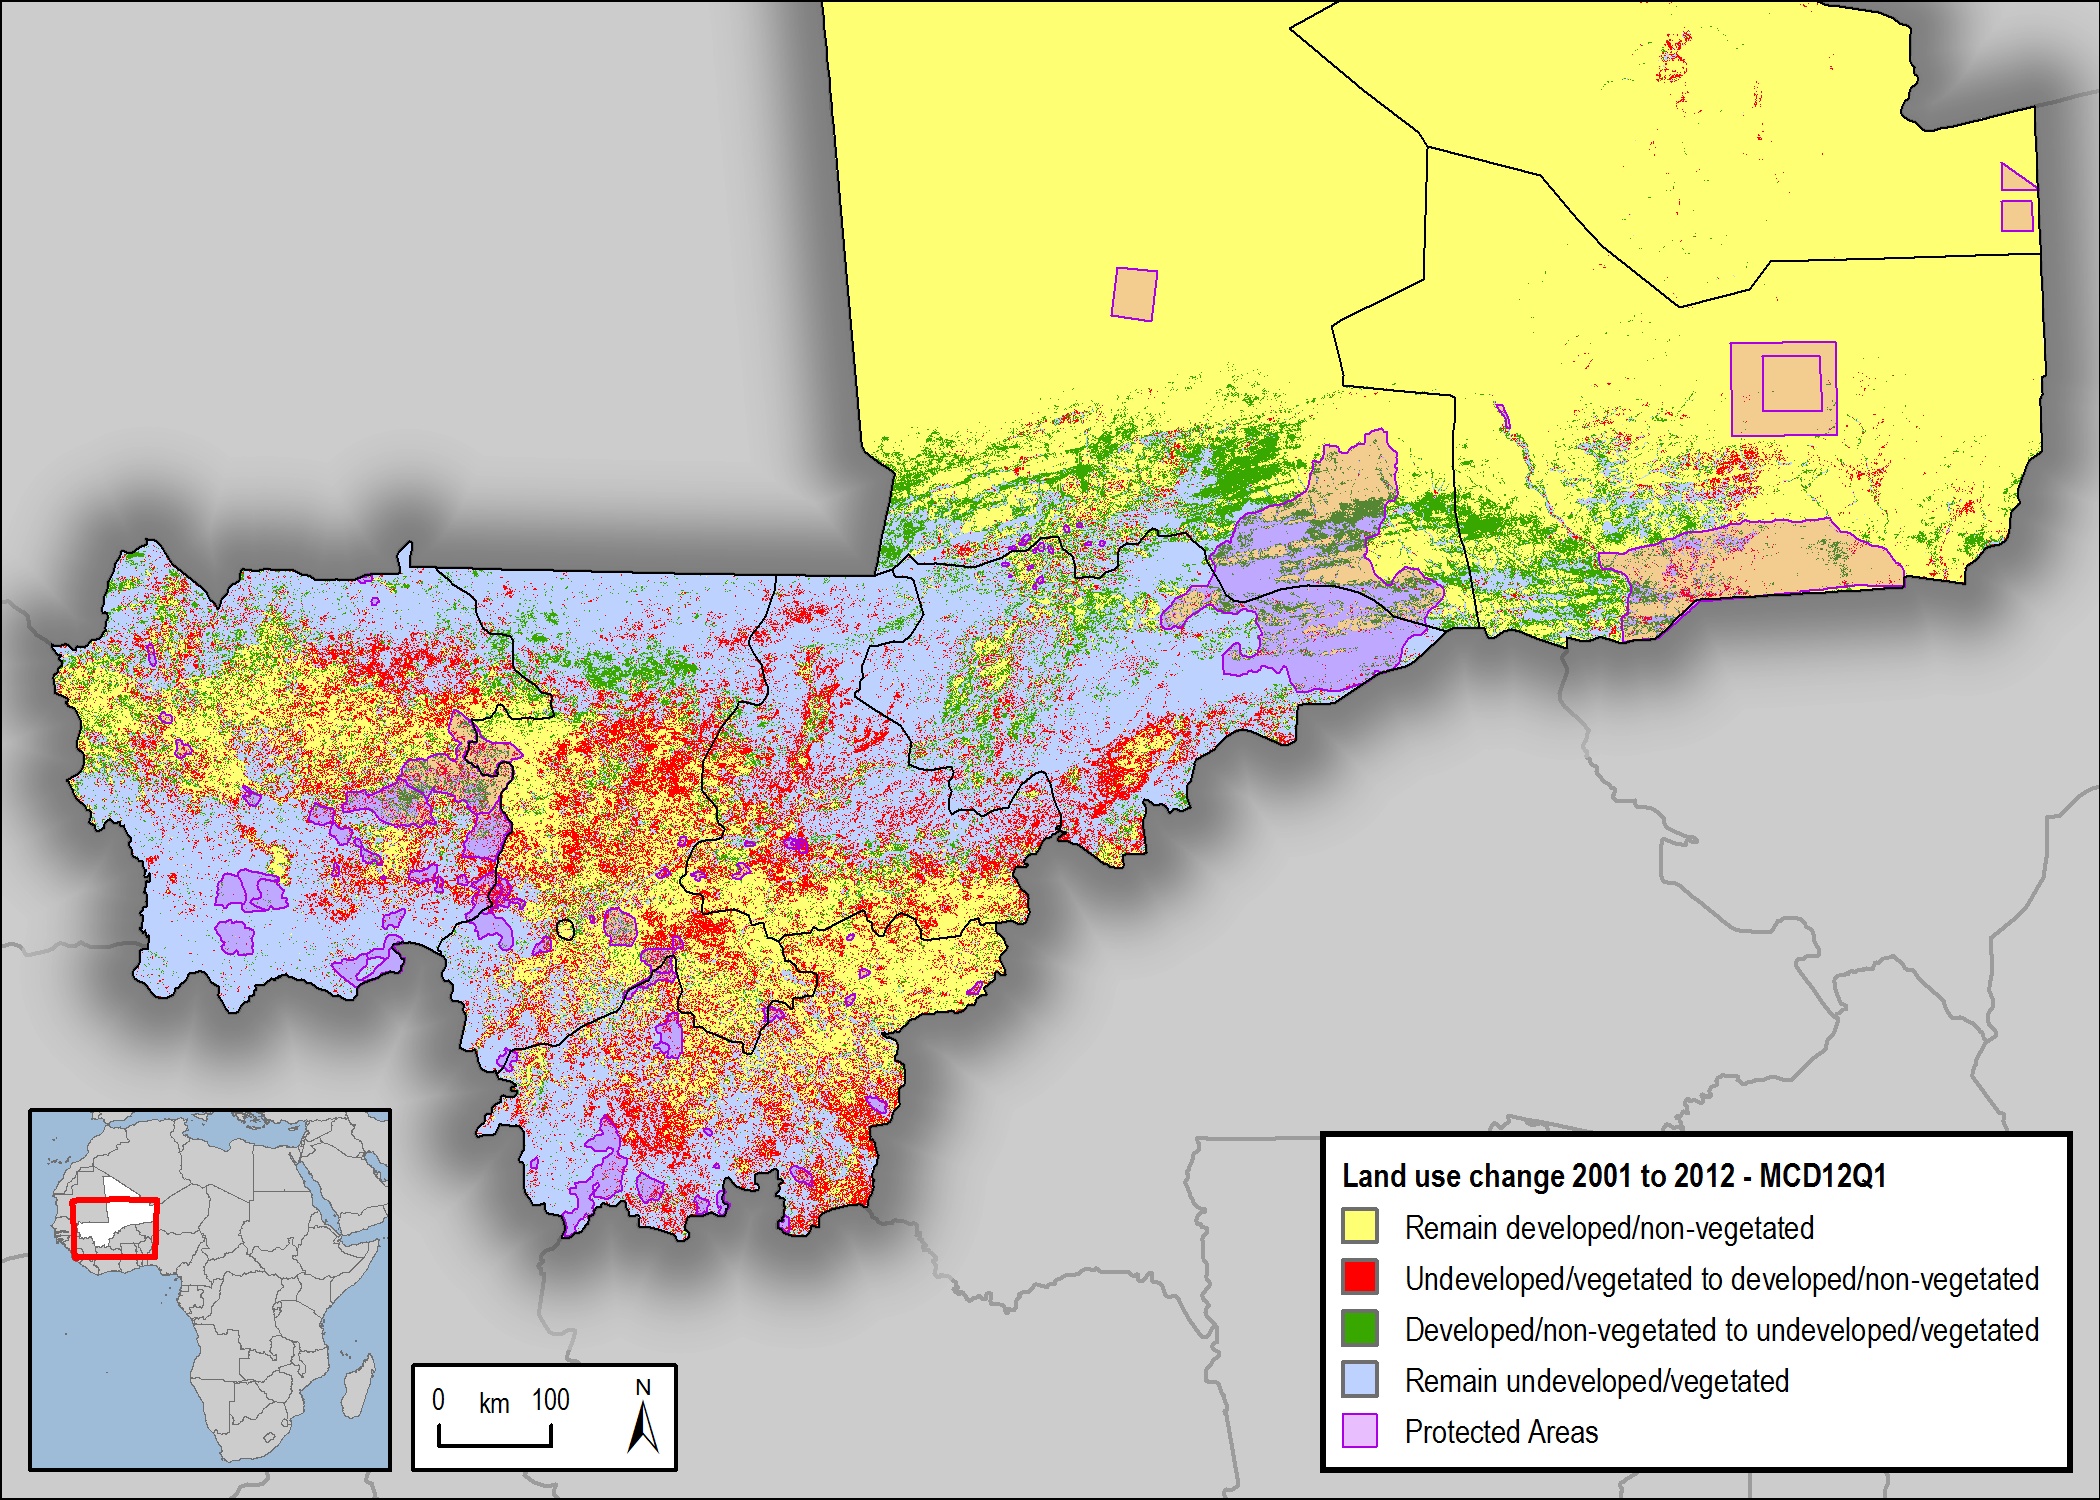 Land use change 2001 to 2012 - MCD12Q1
Remain developed/non-vegetated
Undeveloped/vegetated to developed/non-vegetated
Developed/non-vegetated to undeveloped/vegetated
Remain undeveloped/vegetated
Protected Areas
0 km 100
N